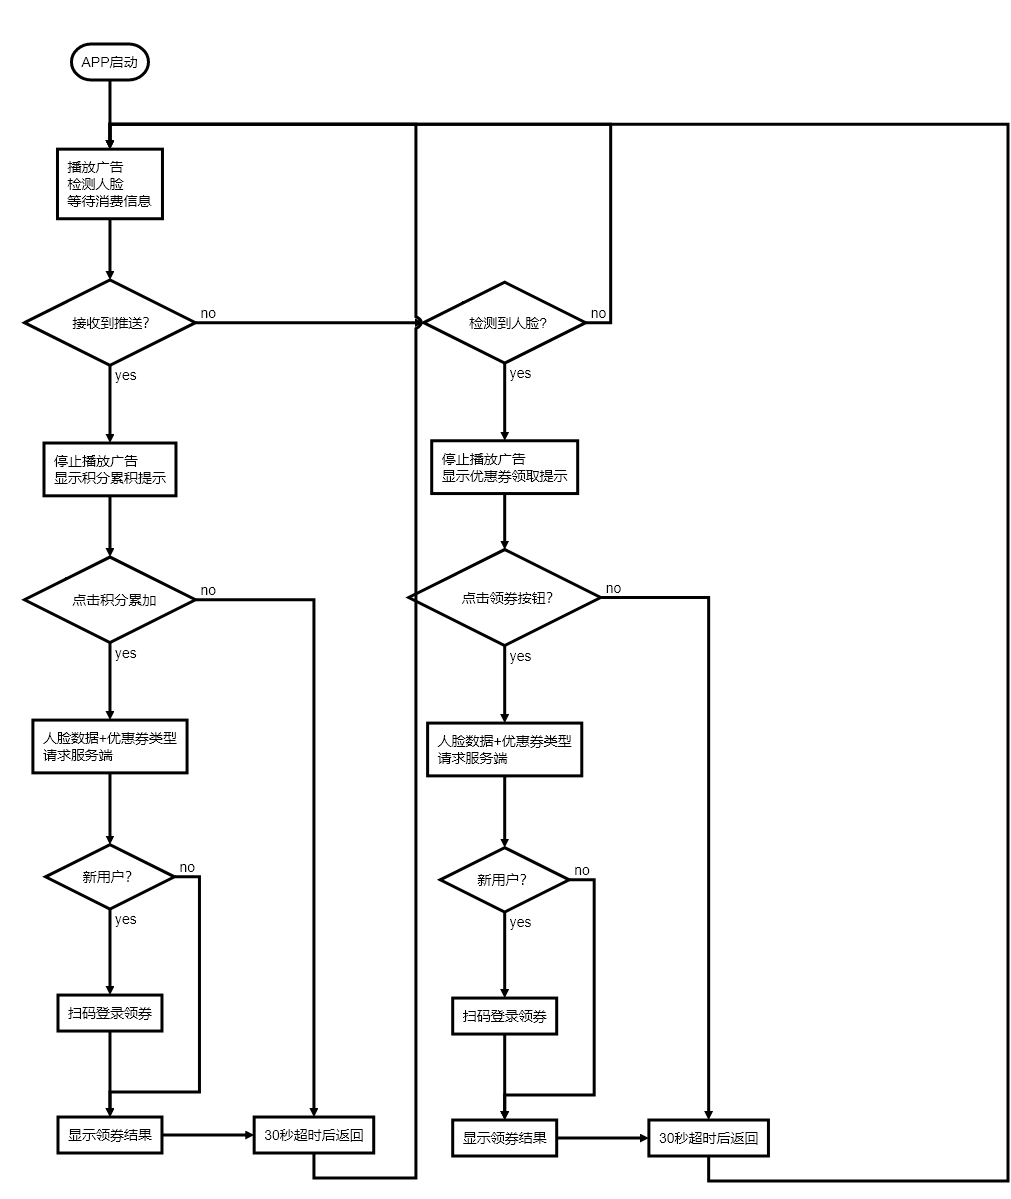 APP启动
播放广告
检测人脸
等待消费信息
接收到推送?
no
yes
检测到人脸?
no
yes
停止播放广告
显示积分累积提示
停止播放广告
显示优惠券领取提示
点击积分累加
no
yes
点击领券按钮?
no
yes
人脸数据+优惠券类型
请求服务端
人脸数据+优惠券类型
请求服务端
新用户?
no
yes
新用户?
no
yes
扫码登录领券
扫码登录领券
显示领券结果
30秒超时后返回
显示领券结果
30秒超时后返回